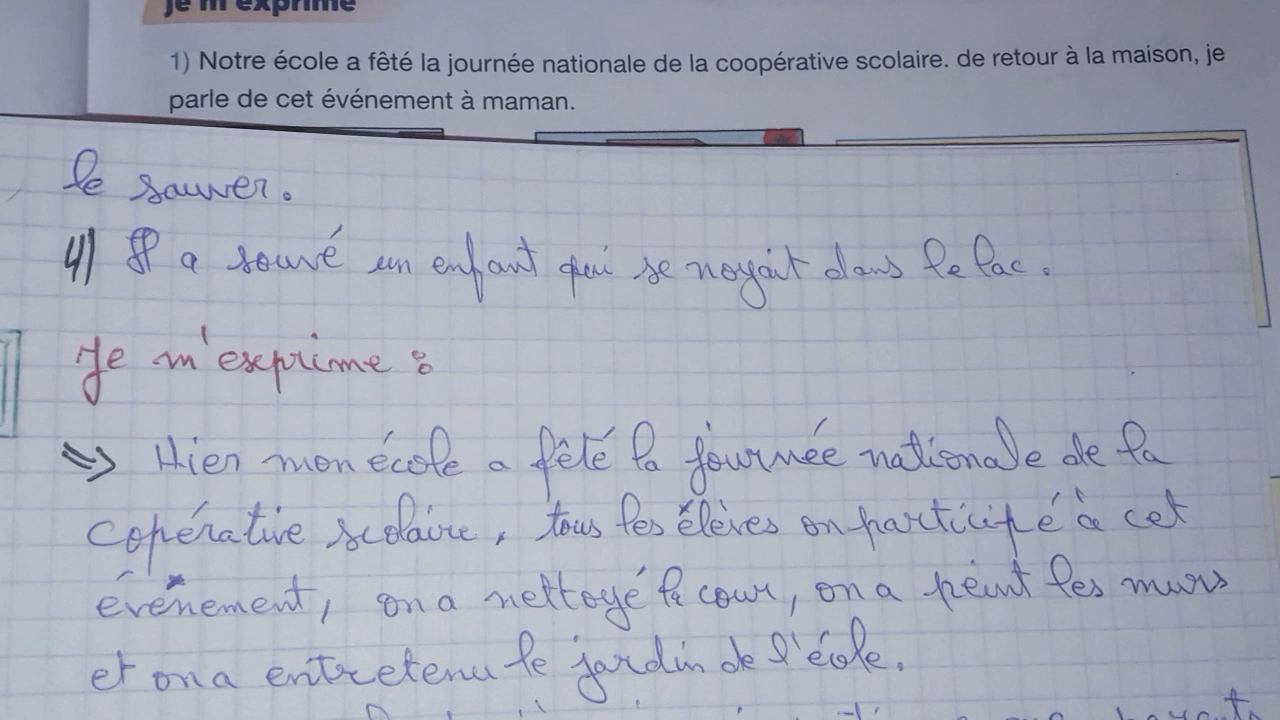 je m'exprime
1) Notre école a fêté la journée nationale de la coopérative scolaire. de retour à la maison, je
parle de cet événement à maman.
le sauver.
4) Il a souvé un enfant qui se noyait dans le lac.
Je m'exprime :
⇒ Hier mon école a fêté la journée nationale de la
copérative scolaire, tous les élèves on participé à cet
évènement, on a nettoyé la cour, on a peint les murs
et on a entretenu le jardin de l'école.